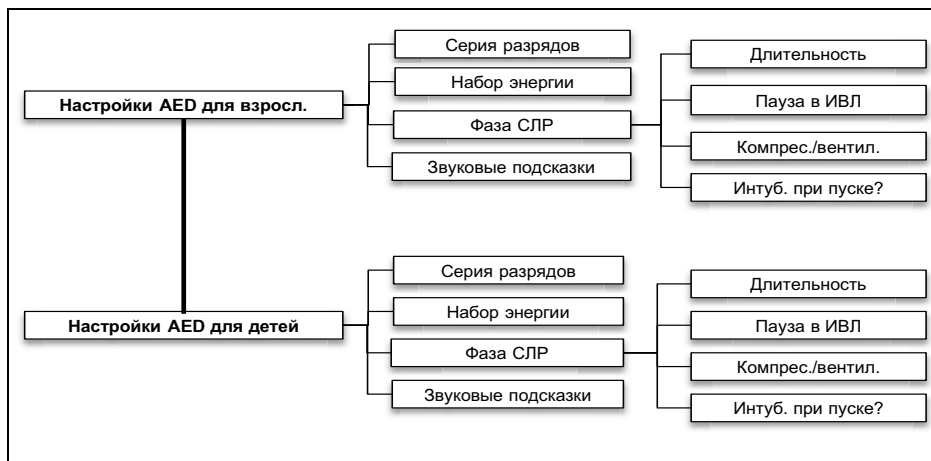 Настройки AED для взросл.
Серия разрядов
Набор энергии
Фаза СЛР
Звуковые подсказки
Длительность
Пауза в ИВЛ
Компрес./вентил.
Интуб. при пуске?
Настройки AED для детей
Серия разрядов
Набор энергии
Фаза СЛР
Звуковые подсказки
Длительность
Пауза в ИВЛ
Компрес./вентил.
Интуб. при пуске?